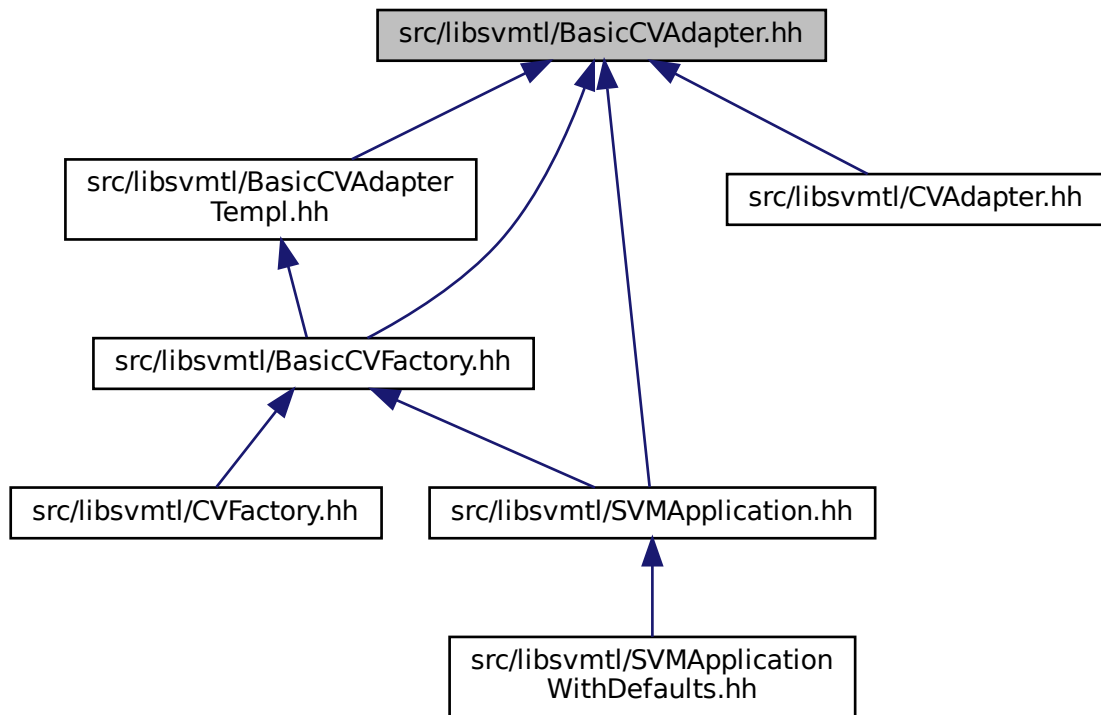 src/libsvmtl/BasicCVAdapter.hh
src/libsvmtl/BasicCVAdapter
Templ.hh
src/libsvmtl/CVAdapter.hh
src/libsvmtl/BasicCVFactory.hh
src/libsvmtl/CVFactory.hh
src/libsvmtl/SVMApplication.hh
src/libsvmtl/SVMApplication
WithDefaults.hh